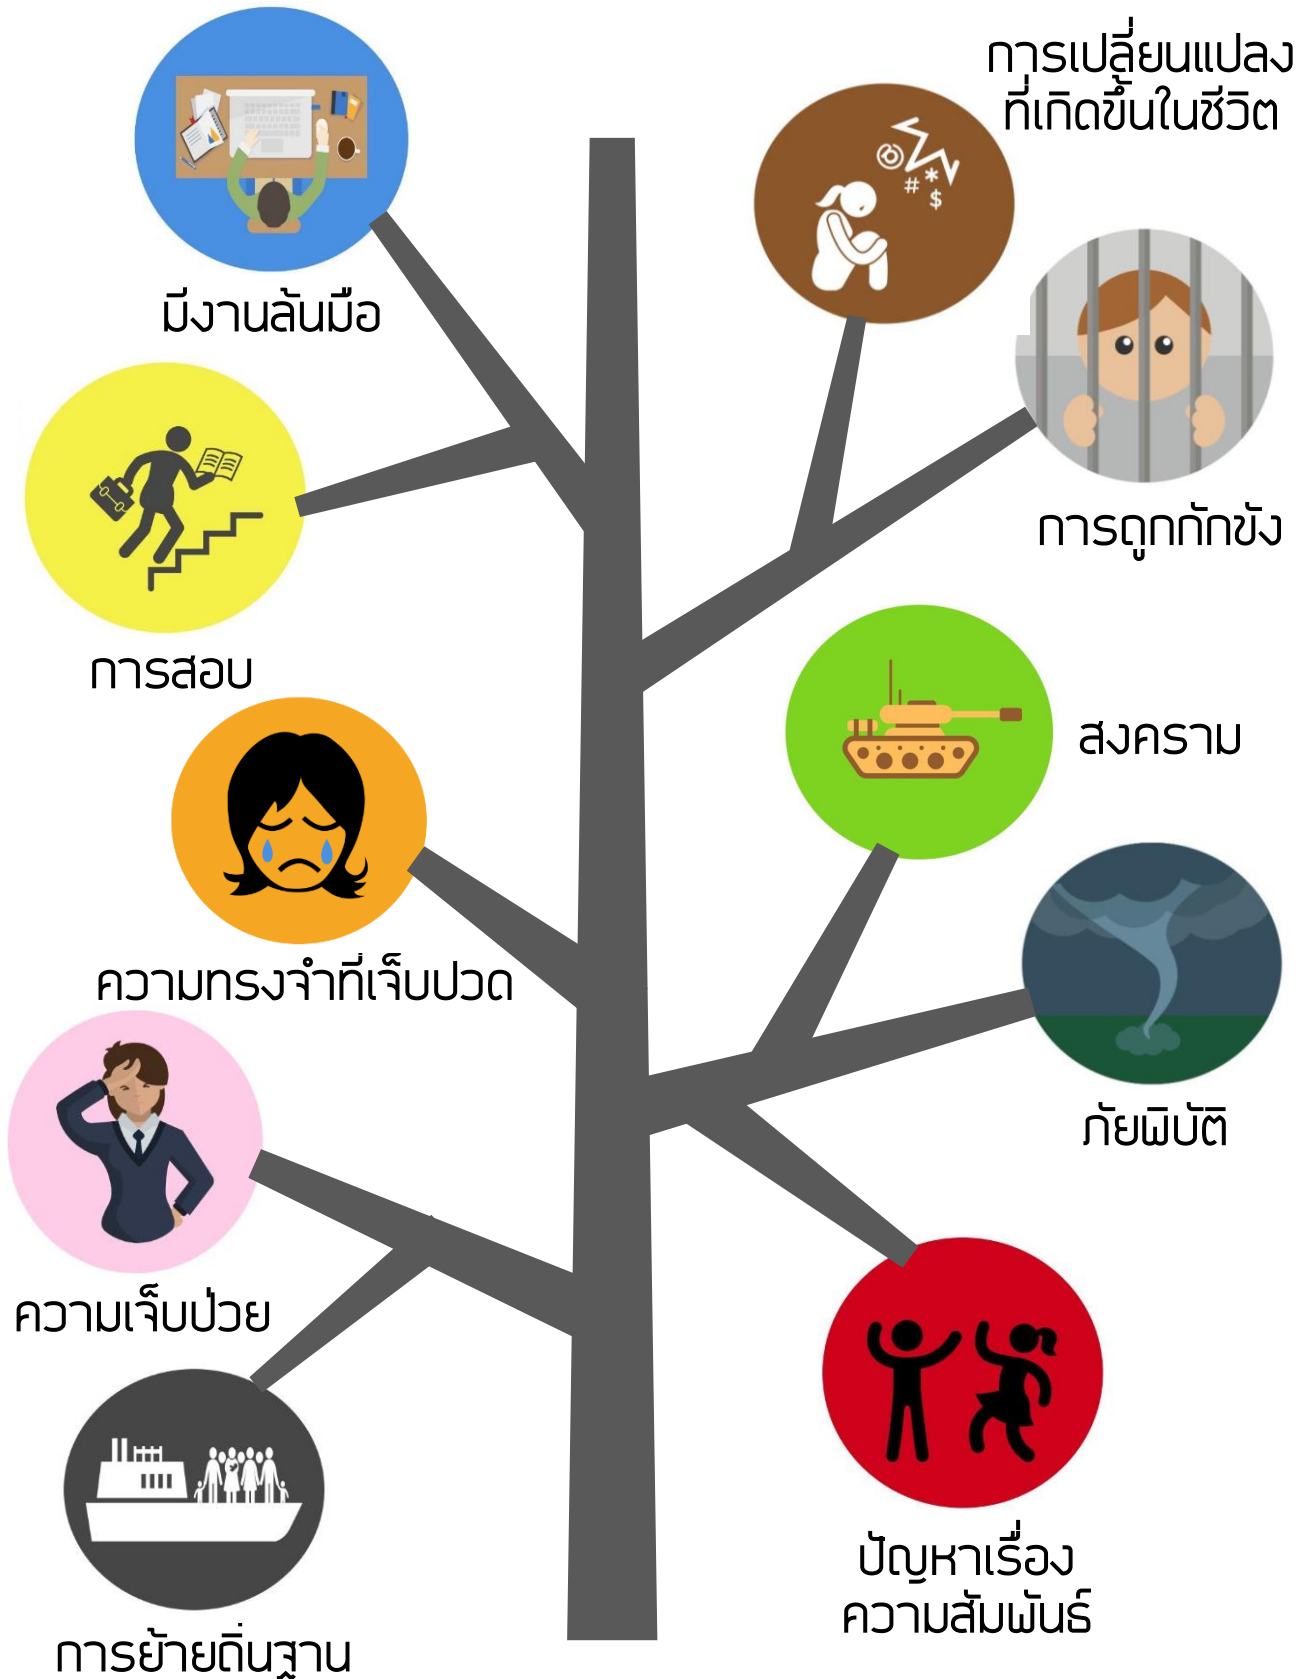 การเปลี่ยนแปลง
ที่เกิดขึ้นในชีวิต
@
# * $
มีงานล้นมือ
การถูกกักขัง
การสอบ
สงคราม
ความทรงจำที่เจ็บปวด
ภัยพิบัติ
ความเจ็บป่วย
ปัญหาเรื่อง
ความสัมพันธ์
การย้ายถิ่นฐาน